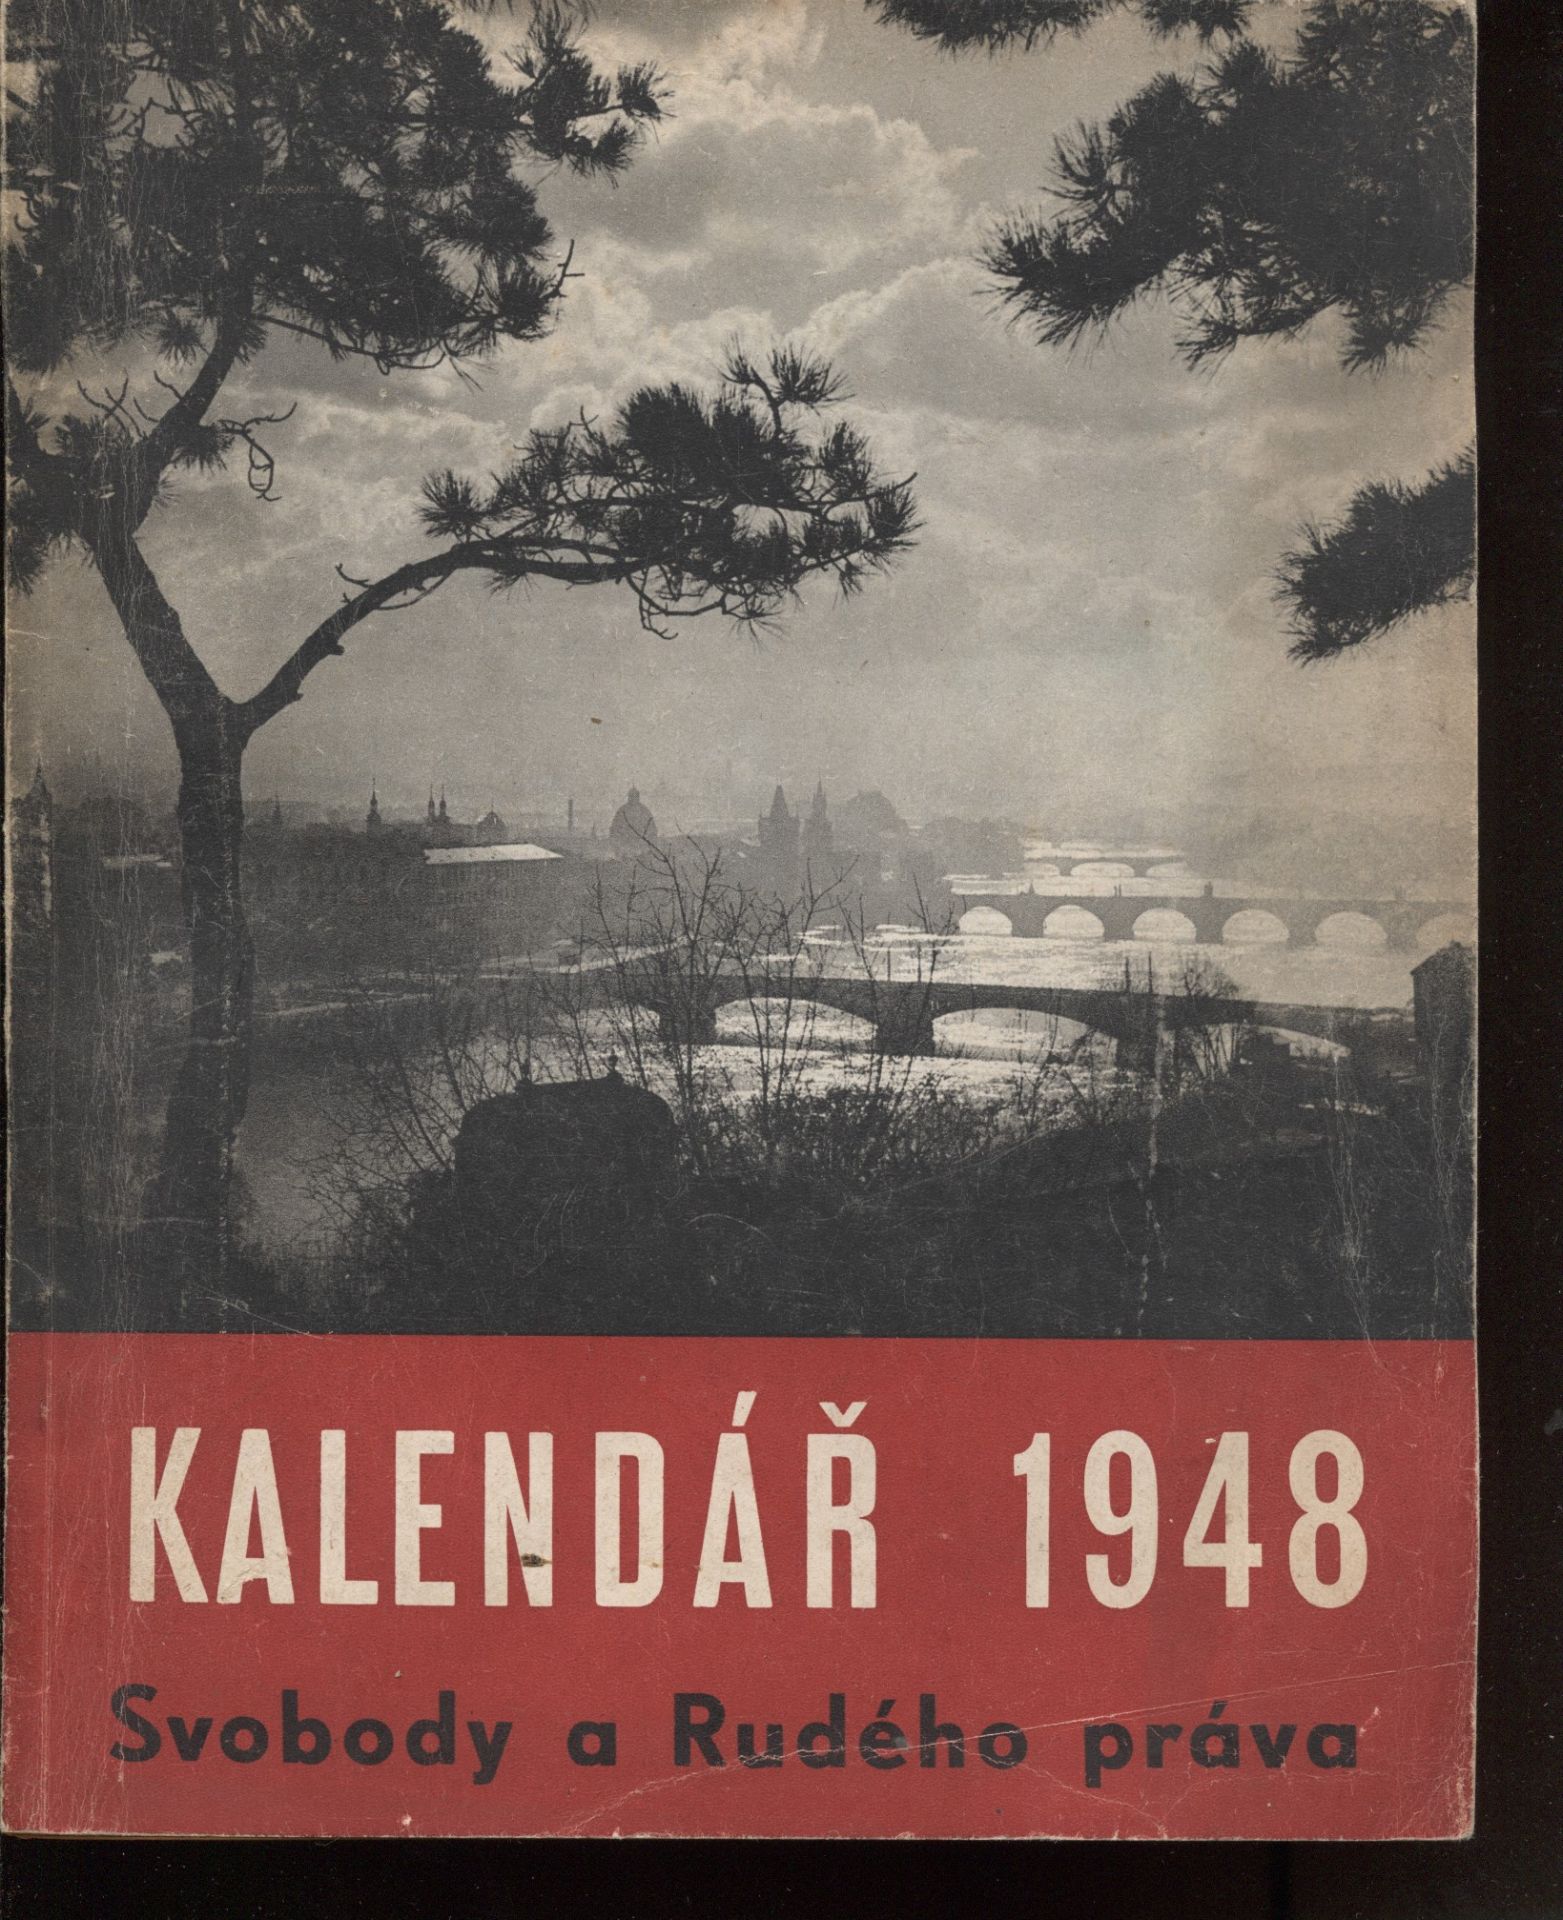 KALENDÁŘ 1948
Svobody a Rudého práva